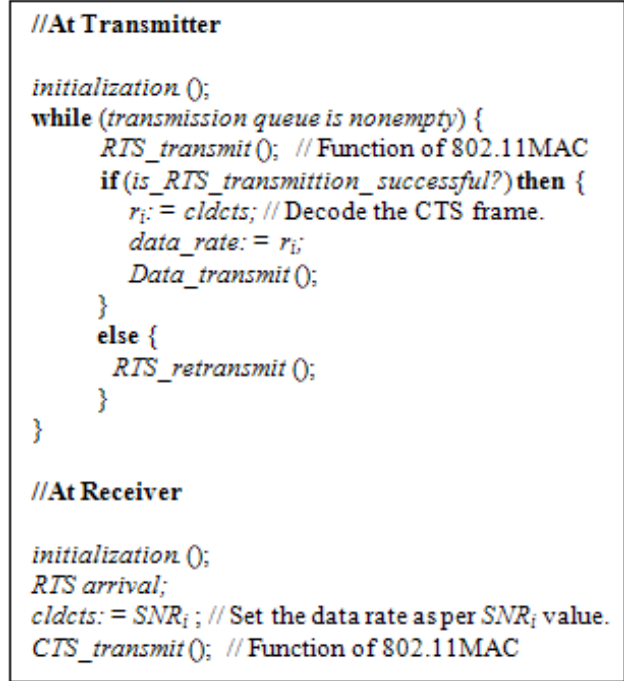 //At Transmitter
initialization ();
while (transmission queue is nonempty) {
RTS_transmit (); // Function of 802.11MAC
if (is_RTS_transmittion_successful?) then {
ri: = cldcts; // Decode the CTS frame.
data_rate: = ri;
Data_transmit ();
}
else {
RTS_retransmit ();
}
}
//At Receiver
initialization ();
RTS arrival;
cldcts: = SNRi ; // Set the data rate as per SNRi value.
CTS_transmit (); // Function of 802.11MAC